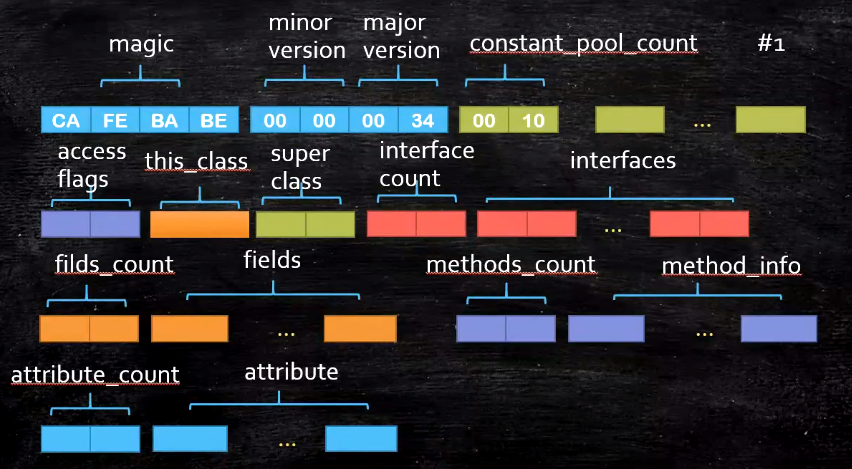 magic
minor
version
major
version
constant_pool_count
#1
CA FE BA BE
00 00 00 34
00 10
...
access
flags
this_class
super
class
interface
count
interfaces
...
filds_count
fields
methods_count
method_info
...
...
attribute_count
attribute
...